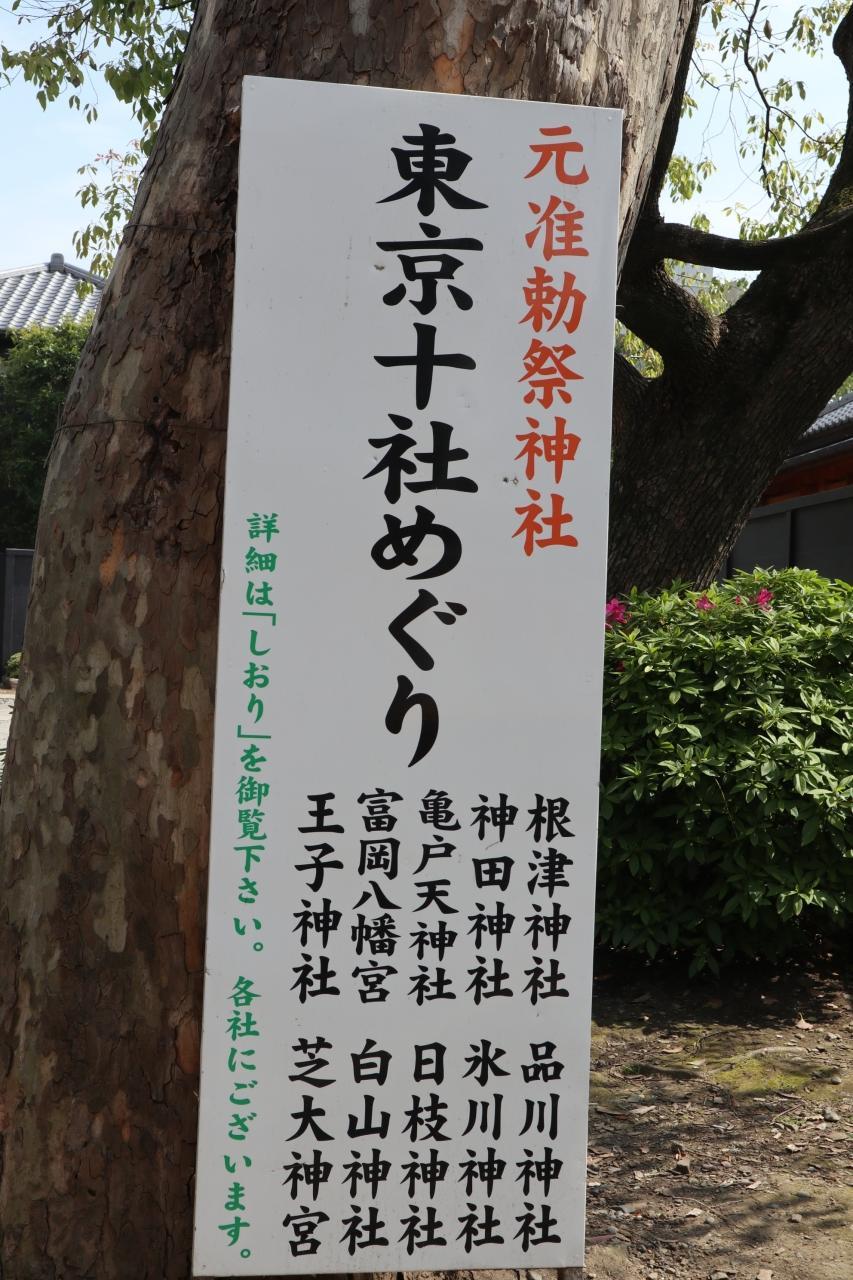 元准勅祭神社
東京十社めぐり
根津神社
神田神社
亀戸天神社
富岡八幡宮
王子神社
品川神社
氷川神社
日枝神社
白山神社
芝大神宮
詳細は「しおり」を御覧下さい。各社にございます。